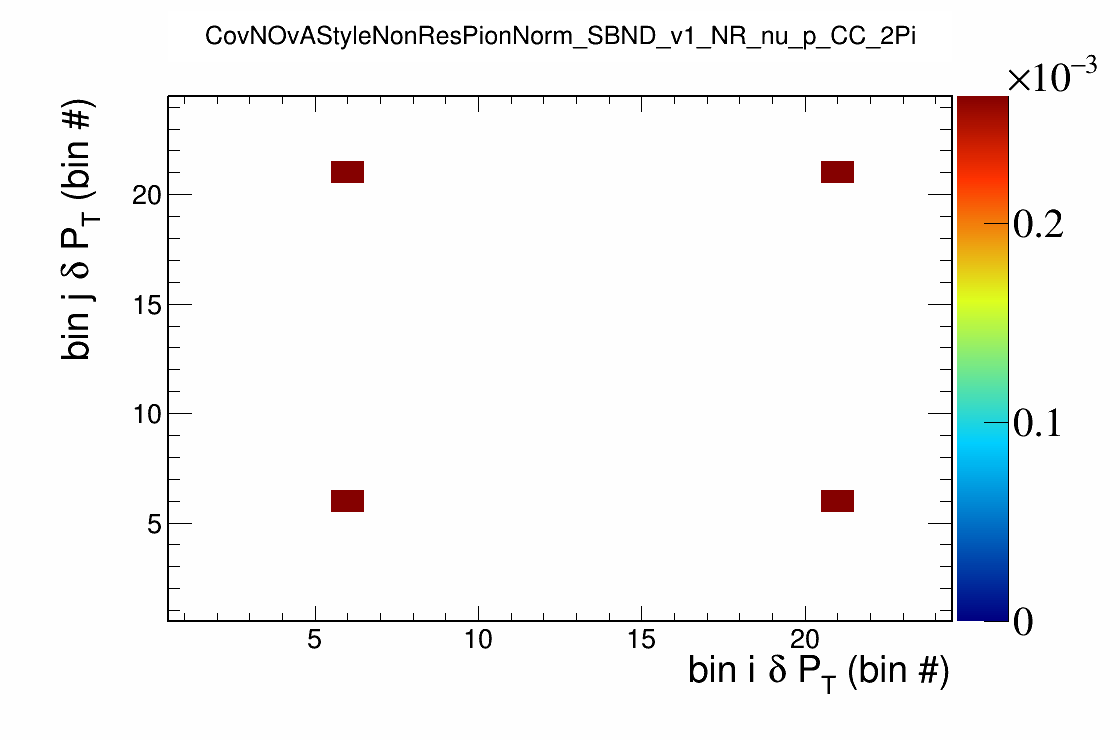 CovNOvAStyleNonResPionNorm_SBND_v1_NR_nu_p_CC_2Pi
×10⁻³
bin j δ P_T (bin #)
20
15
10
5
0.2
0.1
0
5 10 15 20
bin i δ P_T (bin #)